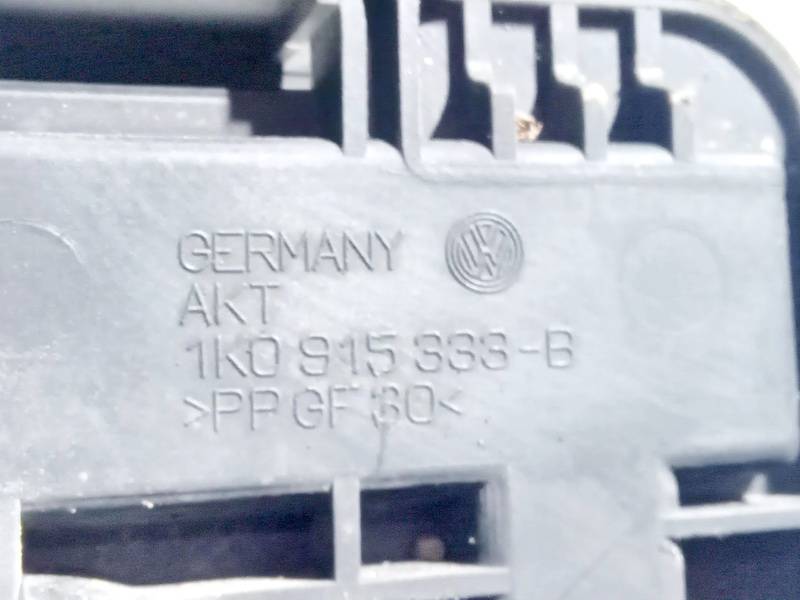 GERMANY
AKT
1K0 915 333-B
>PP GF 30<